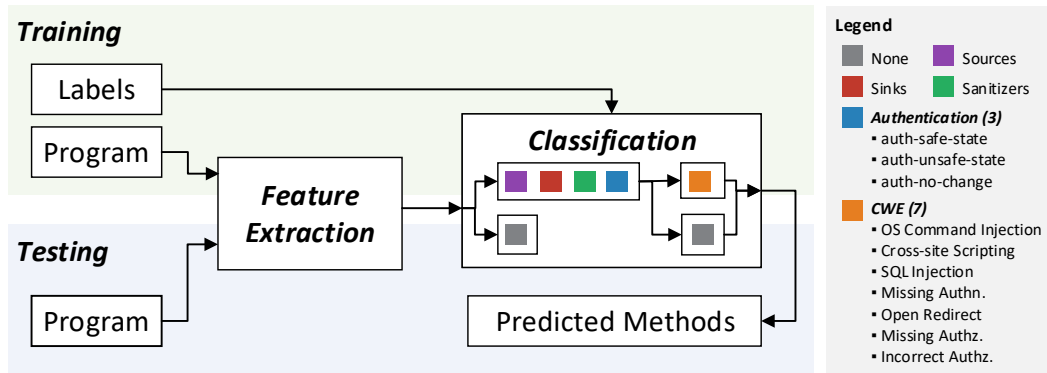 Training
Labels
Program
Feature
Extraction
Classification
Testing
Program
Predicted Methods
Legend
None
Sources
Sinks
Sanitizers
Authentication (3)
▪ auth-safe-state
▪ auth-unsafe-state
▪ auth-no-change
CWE (7)
▪ OS Command Injection
▪ Cross-site Scripting
▪ SQL Injection
▪ Missing Authn.
▪ Open Redirect
▪ Missing Authz.
▪ Incorrect Authz.